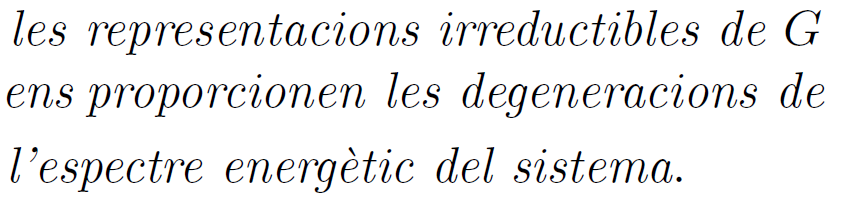 les representacions irreductibles de G
ens proporcionen les degeneracions de
l'espectre energètic del sistema.